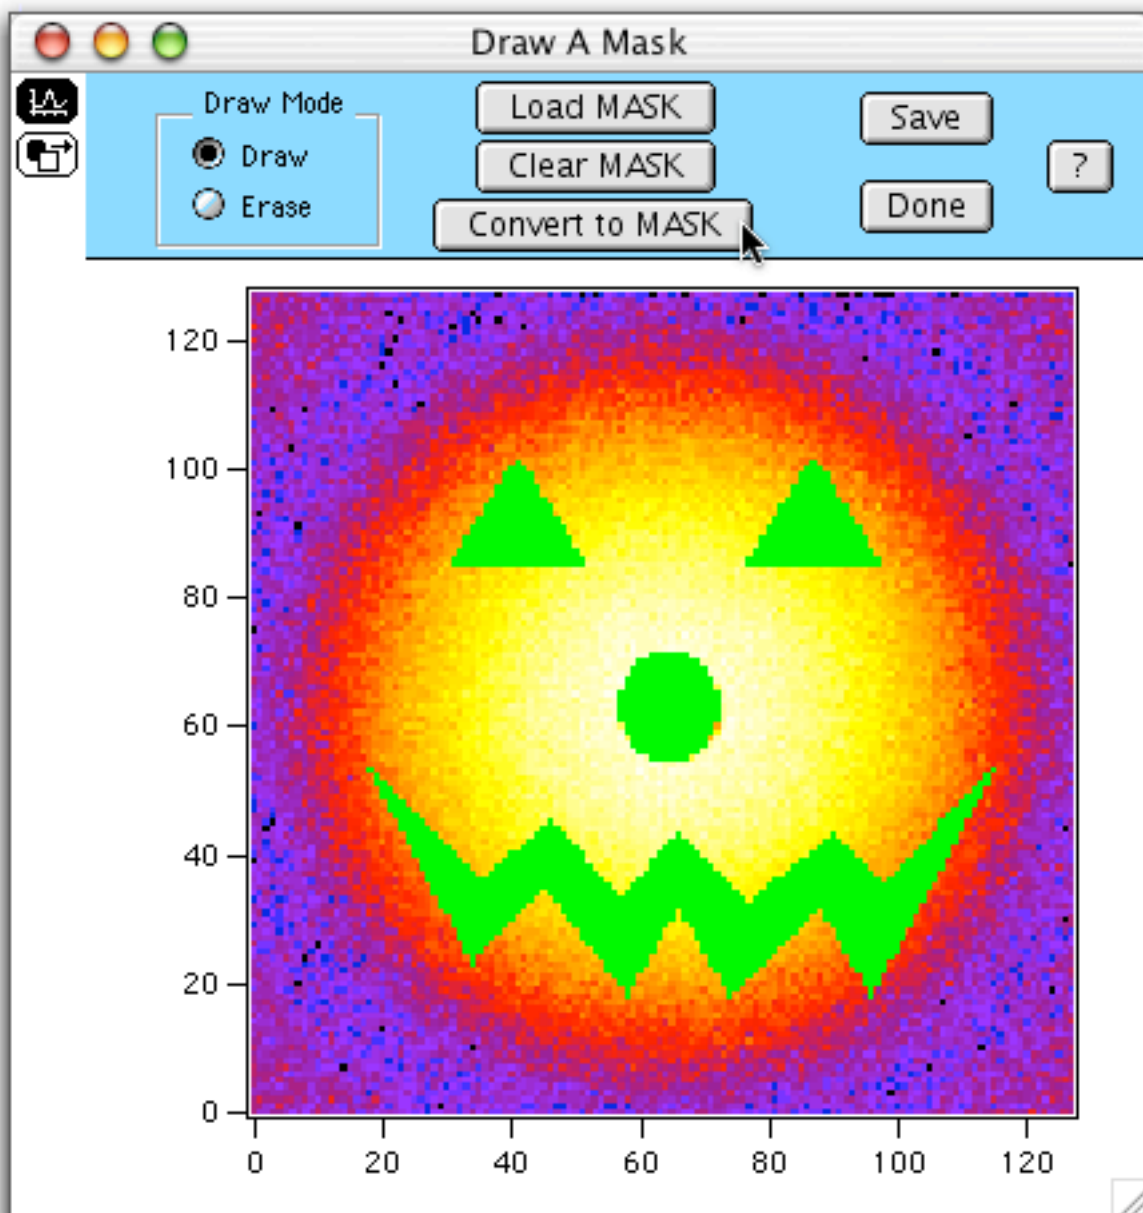 Draw A Mask
Draw Mode
Draw
Erase
Load MASK
Clear MASK
Convert to MASK
Save
Done
?
120
100
80
60
40
20
0
0 20 40 60 80 100 120